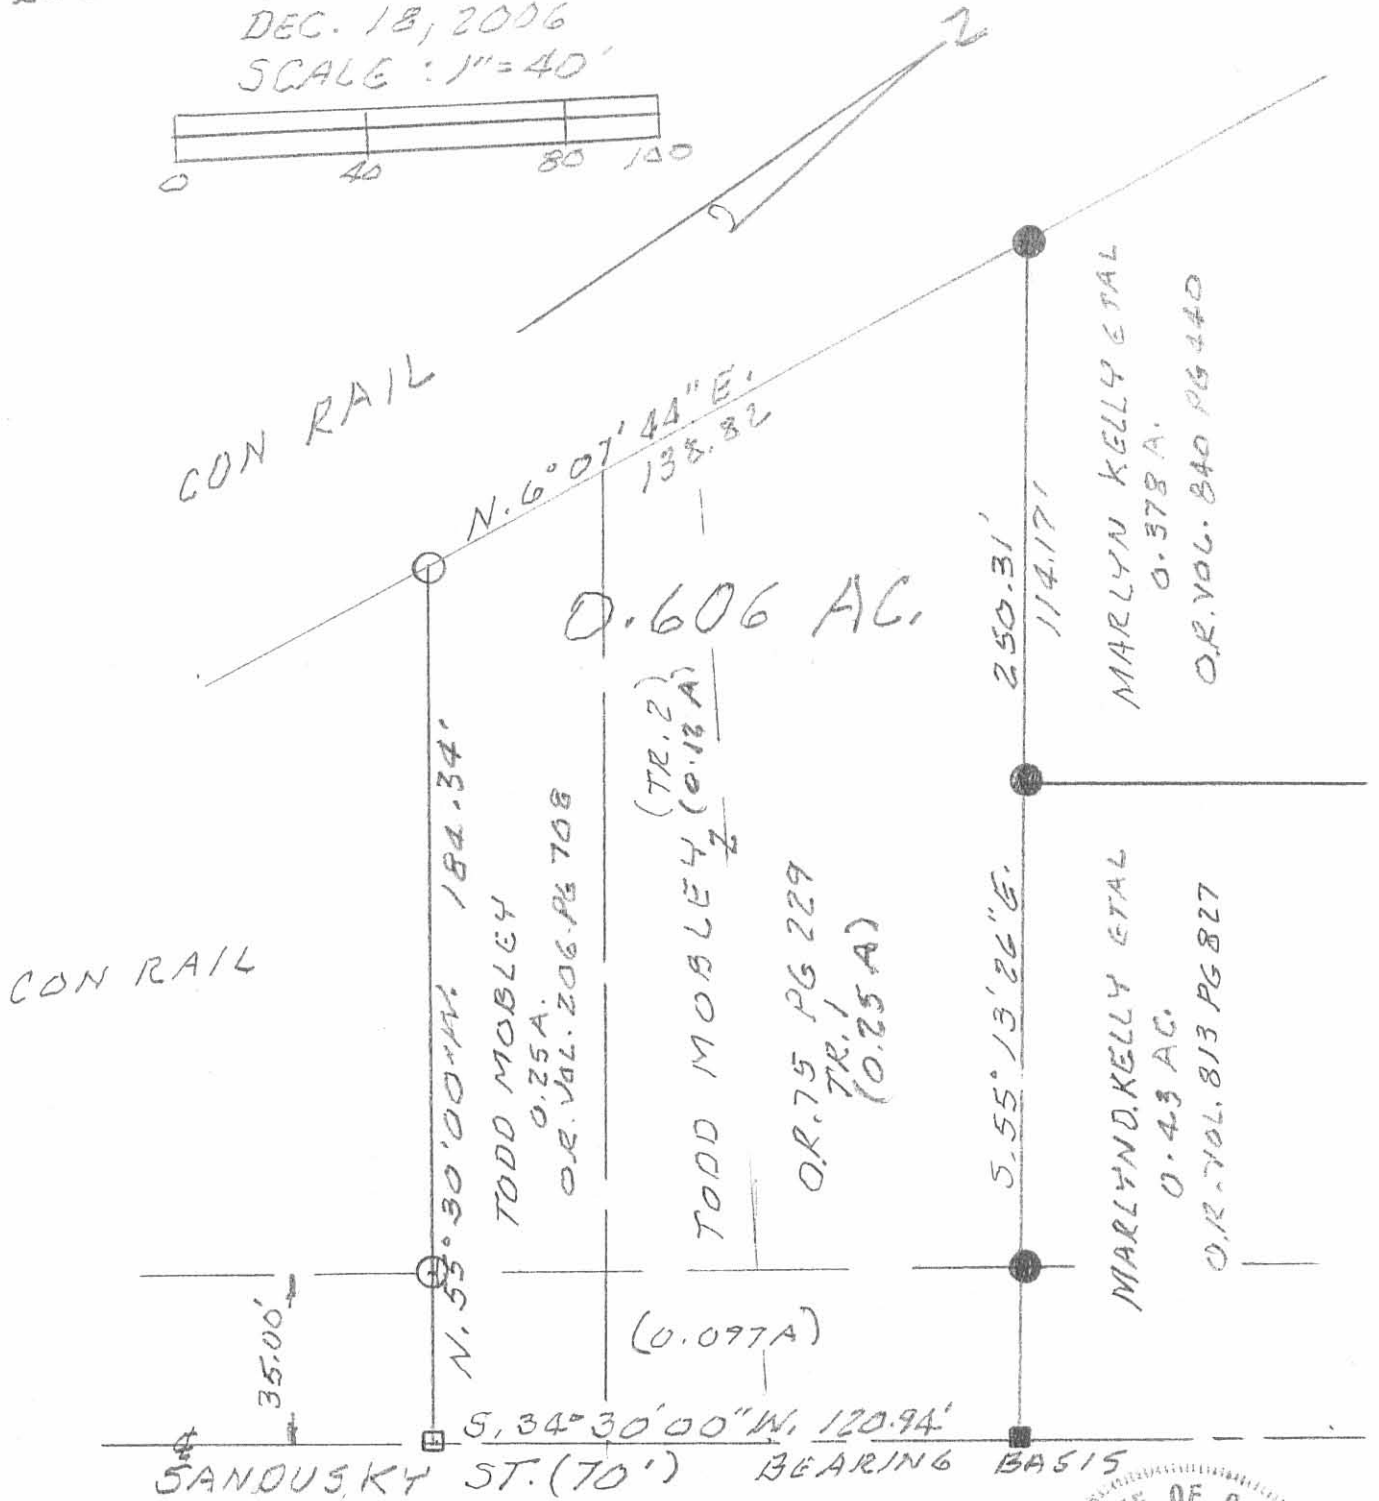 DEC. 18, 2006
SCALE : 1"=40'
0 40 80 100
CON RAIL
N. 6° 07' 44" E.
138.82
0.606 AC.
250.31'
114.17'
MARLYN KELLY ETAL
0.378 A.
O.R. VOL. 840 PG 440
(TR. 2)
184.34'
N. 55° 30' 00" W.
TODD MOBLEY
0.25 A.
O.R. VOL. 206 PG 708
TODD MOBLEY
O.R. 75 PG 229
TR. 1
(0.25 A)
S. 55° 13' 26" E.
MARLYN D. KELLY ETAL
0.43 AC.
O.R. VOL. 813 PG 827
CON RAIL
35.00'
(0.097A)
S. 34° 30' 00" W. 120.94'
SANDUSKY ST. (70') BEARING BASIS
OF